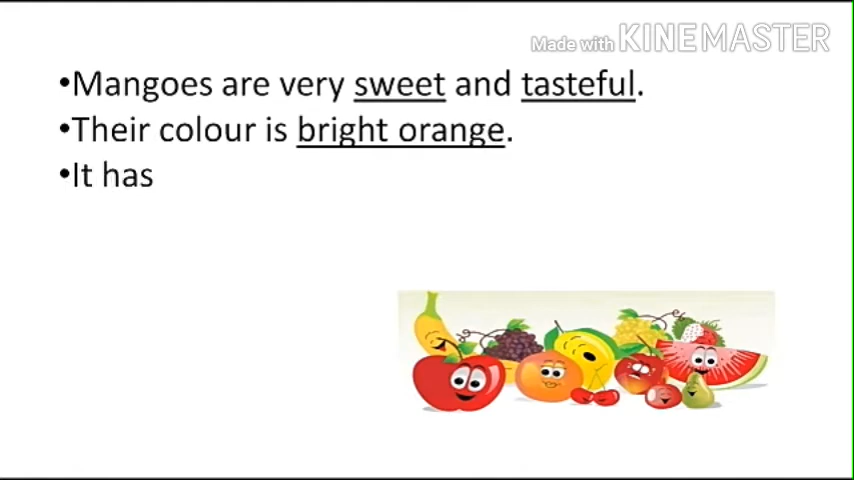 Made with KINEMASTER
•Mangoes are very sweet and tasteful.
•Their colour is bright orange.
•It has